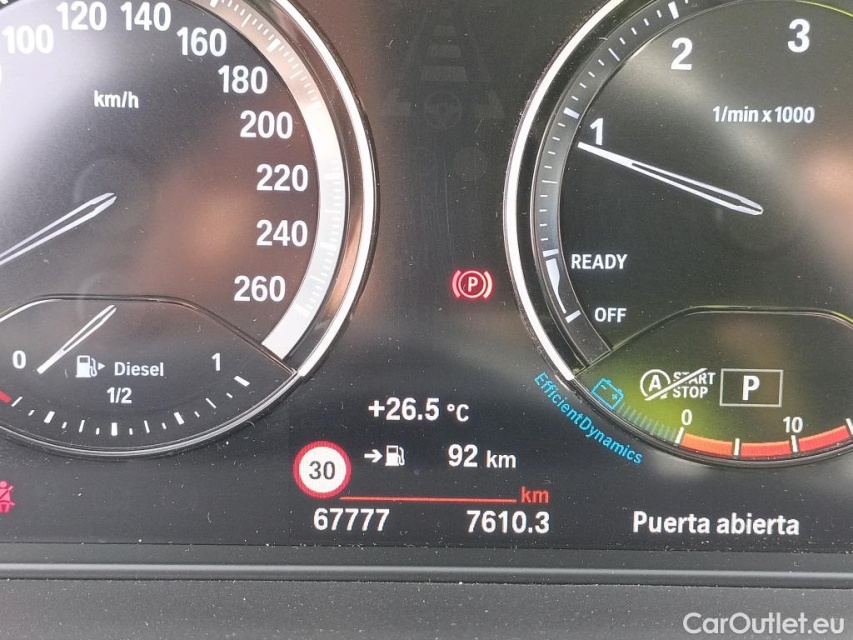 100 120 140
160
180
200
220
240
260
km/h
0 1
Diesel
1/2
+26.5 °C
30
92 km
km
67777 7610.3
1 2 3
1/min x 1000
READY
OFF
A START STOP
P
0 10
EfficientDynamics
P
Puerta abierta
CarOutlet.eu